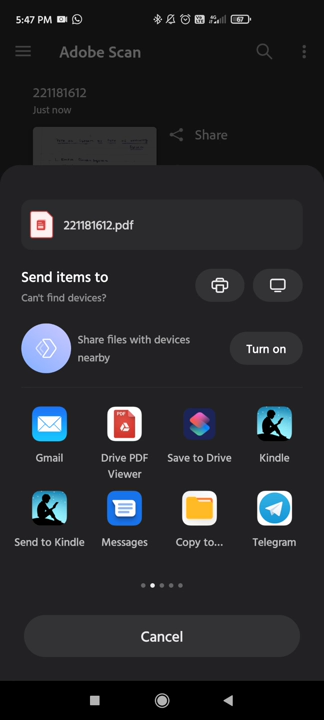 5:47 PM
67
Adobe Scan
221181612
Just now
Share
221181612.pdf
Send items to
Can't find devices?
Share files with devices
nearby
Turn on
PDF
Gmail
Drive PDF
Viewer
Save to Drive
Kindle
Send to Kindle
Messages
Copy to...
Telegram
Cancel